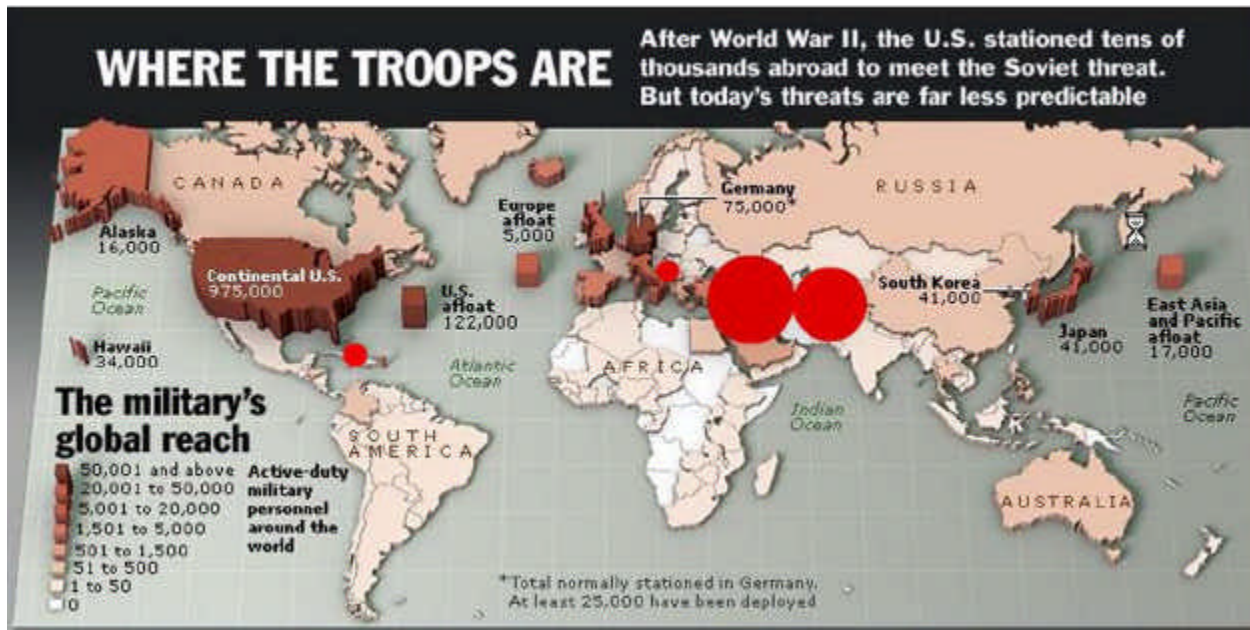 WHERE THE TROOPS ARE
After World War II, the U.S. stationed tens of
thousands abroad to meet the Soviet threat.
But today's threats are far less predictable
CANADA
RUSSIA
Germany
75,000*
Europe
afloat
5,000
Alaska
16,000
Continental U.S.
975,000
South Korea
41,000
Pacific
Ocean
U.S.
afloat
122,000
East Asia
and Pacific
afloat
17,000
Japan
41,000
Hawaii
34,000
Atlantic
Ocean
AFRICA
Indian
Ocean
Pacific
Ocean
The military's
global reach
SOUTH
AMERICA
50,001 and above
20,001 to 50,000
5,001 to 20,000
1,501 to 5,000
501 to 1,500
51 to 500
1 to 50
0
Active-duty
military
personnel
around the
world
AUSTRALIA
*Total normally stationed in Germany.
At least 25,000 have been deployed